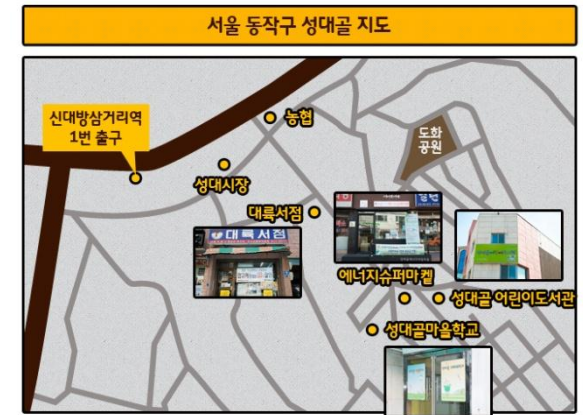 서울 동작구 성대골 지도
신대방삼거리역
1번 출구
농협
도화
공원
성대시장
대륙서점
대륙서점
에너지슈퍼마켙
성대골 어린이도서관
성대골마을학교